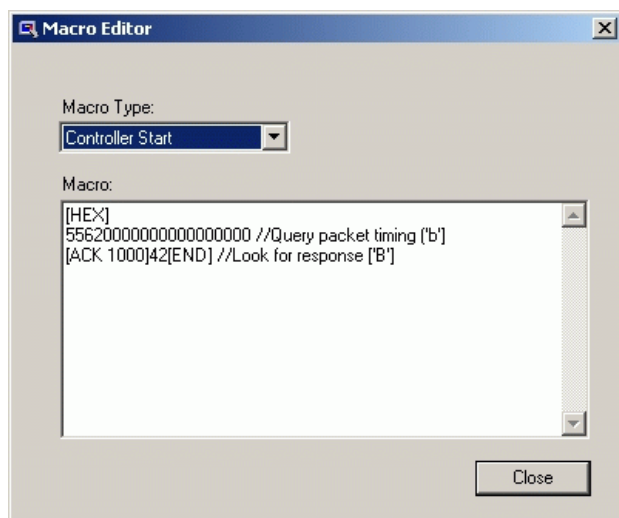 Macro Editor
Macro Type:
Controller Start
Macro:
[HEX]
55620000000000000000 //Query packet timing ('b']
[ACK 1000]42[END] //Look for response ['B']
Close